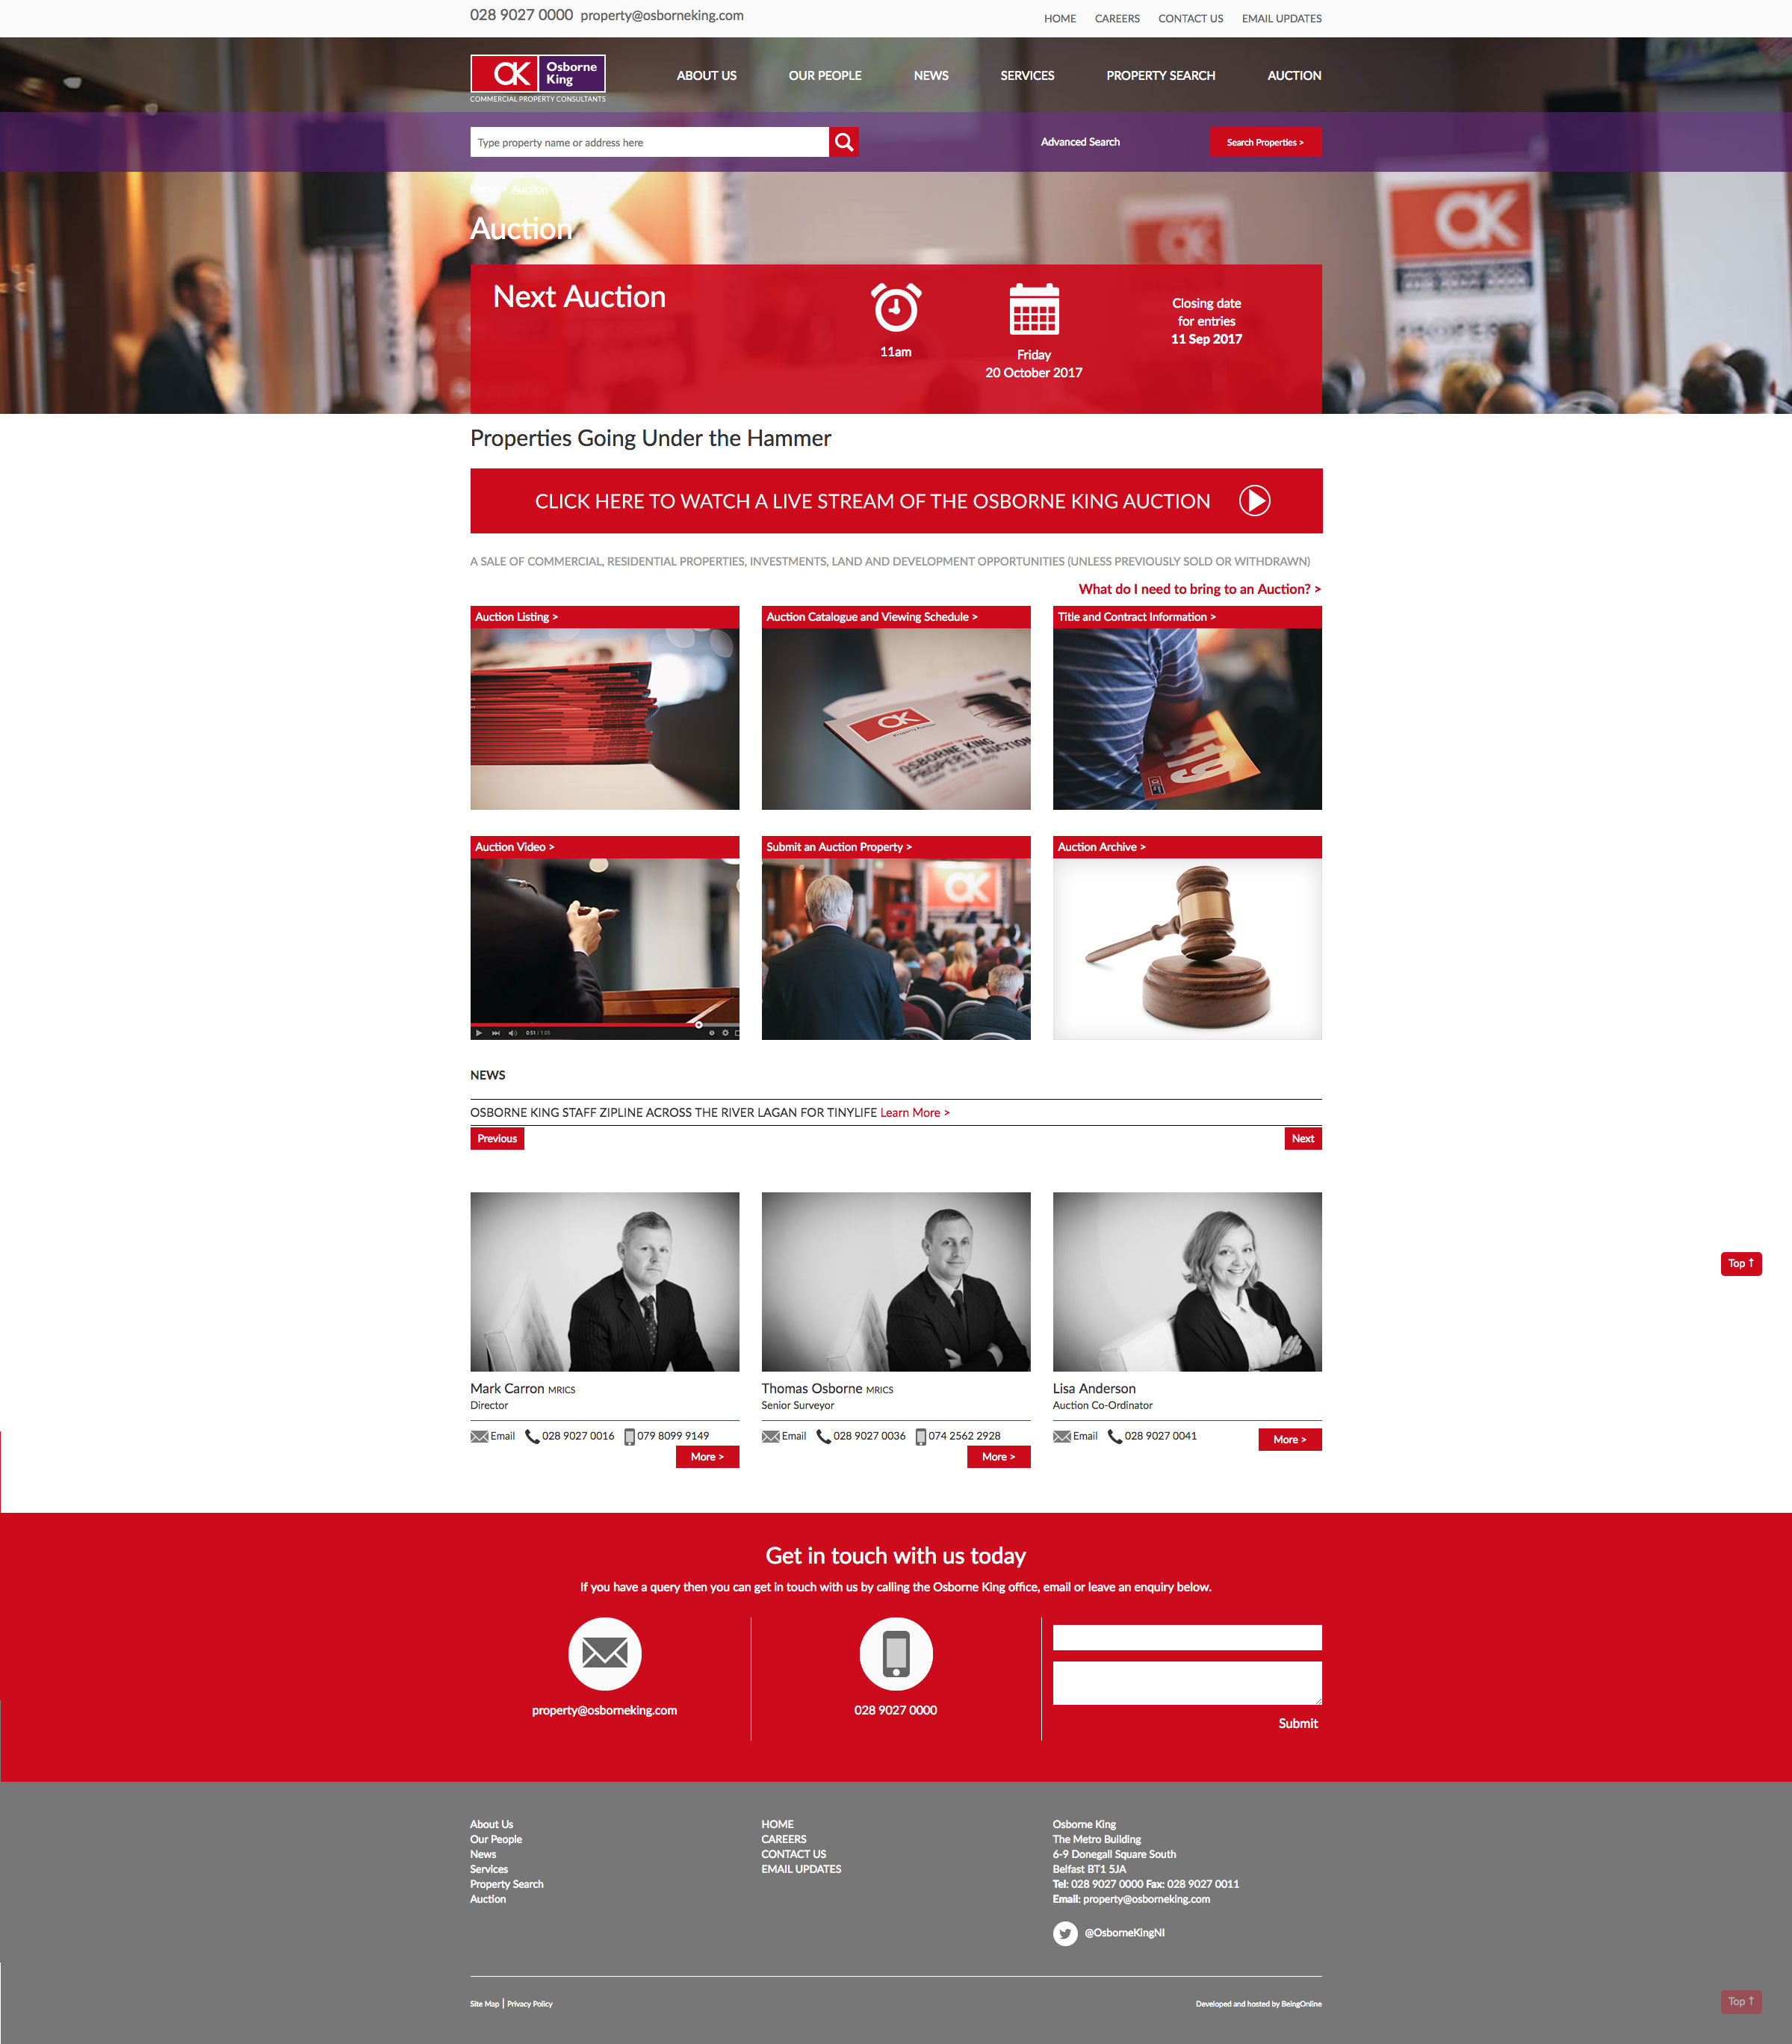 028 9027 0000 property@osborneking.com
HOME CAREERS CONTACT US EMAIL UPDATES
OK Osborne King
COMMERCIAL PROPERTY CONSULTANTS
ABOUT US OUR PEOPLE NEWS SERVICES PROPERTY SEARCH AUCTION
Type property name or address here
Advanced Search
Search Properties >
Home > Auction
Auction
Next Auction
11am
Friday
20 October 2017
Closing date
for entries
11 Sep 2017
Properties Going Under the Hammer
CLICK HERE TO WATCH A LIVE STREAM OF THE OSBORNE KING AUCTION
A SALE OF COMMERCIAL, RESIDENTIAL PROPERTIES, INVESTMENTS, LAND AND DEVELOPMENT OPPORTUNITIES (UNLESS PREVIOUSLY SOLD OR WITHDRAWN)
What do I need to bring to an Auction? >
Auction Listing >
Auction Catalogue and Viewing Schedule >
Title and Contract Information >
OK
OSBORNE KING
PROPERTY AUCTION
119
Auction Video >
Submit an Auction Property >
Auction Archive >
0:51 / 1:05
OK
NEWS
OSBORNE KING STAFF ZIPLINE ACROSS THE RIVER LAGAN FOR TINYLIFE Learn More >
Previous
Next
Top ↑
Mark Carron MRICS
Director
Email 028 9027 0016 079 8099 9149
More >
Thomas Osborne MRICS
Senior Surveyor
Email 028 9027 0036 074 2562 2928
More >
Lisa Anderson
Auction Co-Ordinator
Email 028 9027 0041
More >
Get in touch with us today
If you have a query then you can get in touch with us by calling the Osborne King office, email or leave an enquiry below.
property@osborneking.com
028 9027 0000
Submit
About Us
Our People
News
Services
Property Search
Auction
HOME
CAREERS
CONTACT US
EMAIL UPDATES
Osborne King
The Metro Building
6-9 Donegall Square South
Belfast BT1 5JA
Tel: 028 9027 0000 Fax: 028 9027 0011
Email: property@osborneking.com
@OsborneKingNI
Site Map | Privacy Policy
Developed and hosted by BeingOnline
Top ↑